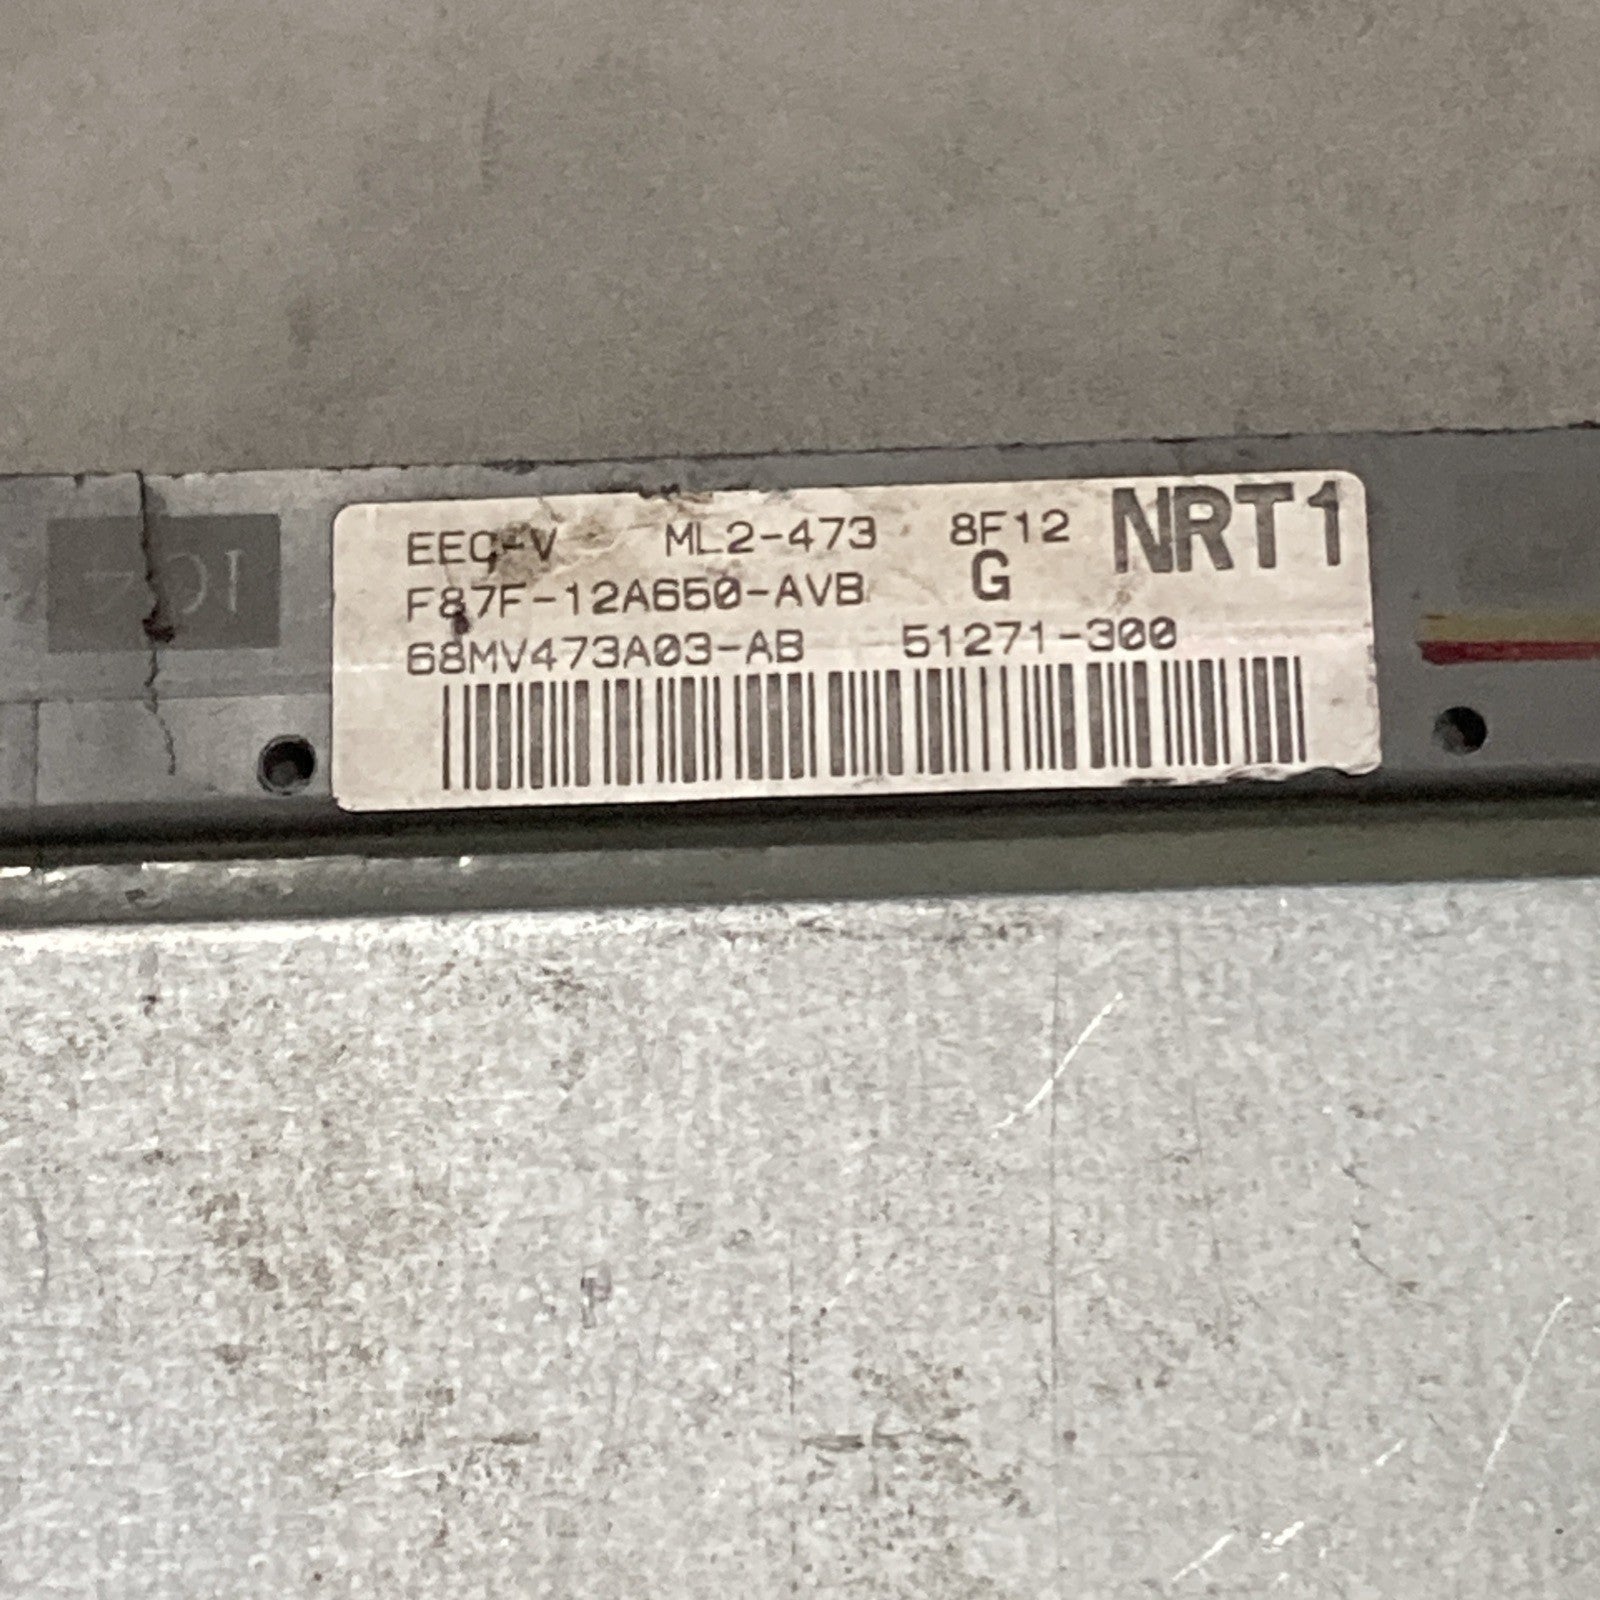 EEC-V ML2-473 8F12 NRT1
F87F-12A650-AVB G
68MV473A03-AB 51271-300